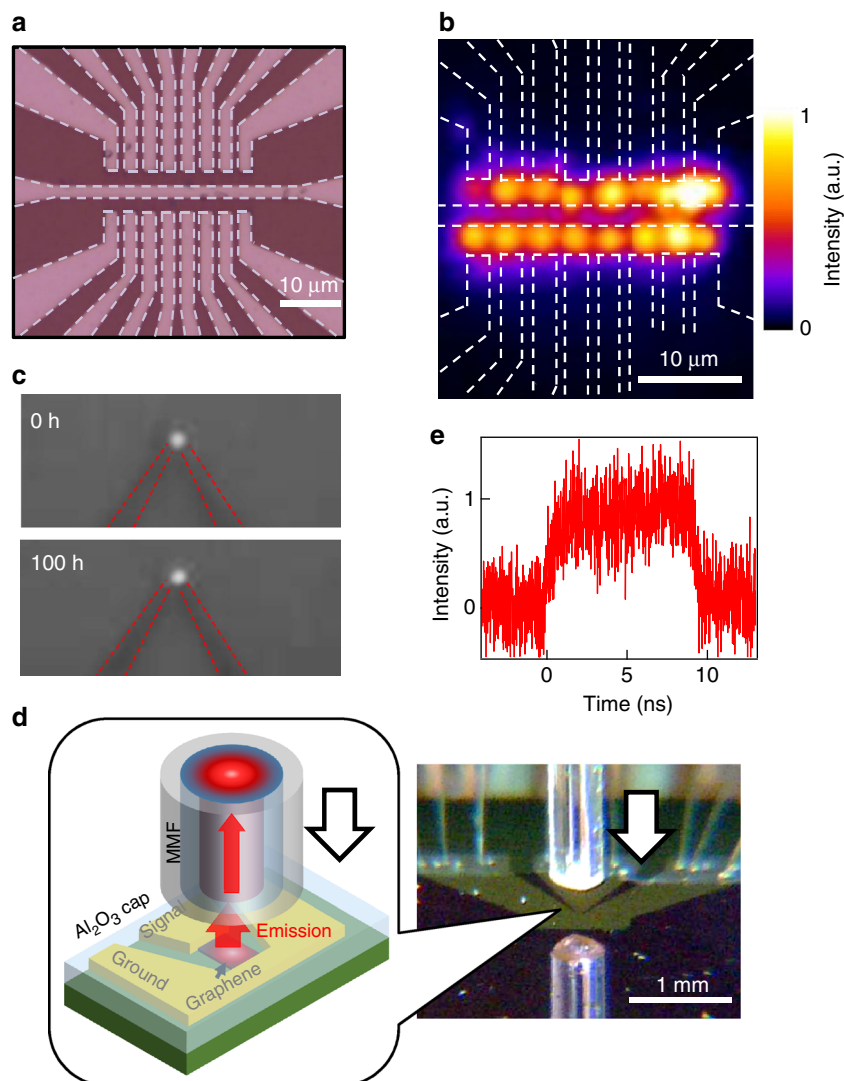 a
10 μm
b
1
Intensity (a.u.)
0
10 μm
c
0 h
100 h
e
Intensity (a.u.)
1
0
0
5
10
Time (ns)
d
MMF
Al₂O₃ cap
Signal
Emission
Ground
Graphene
1 mm